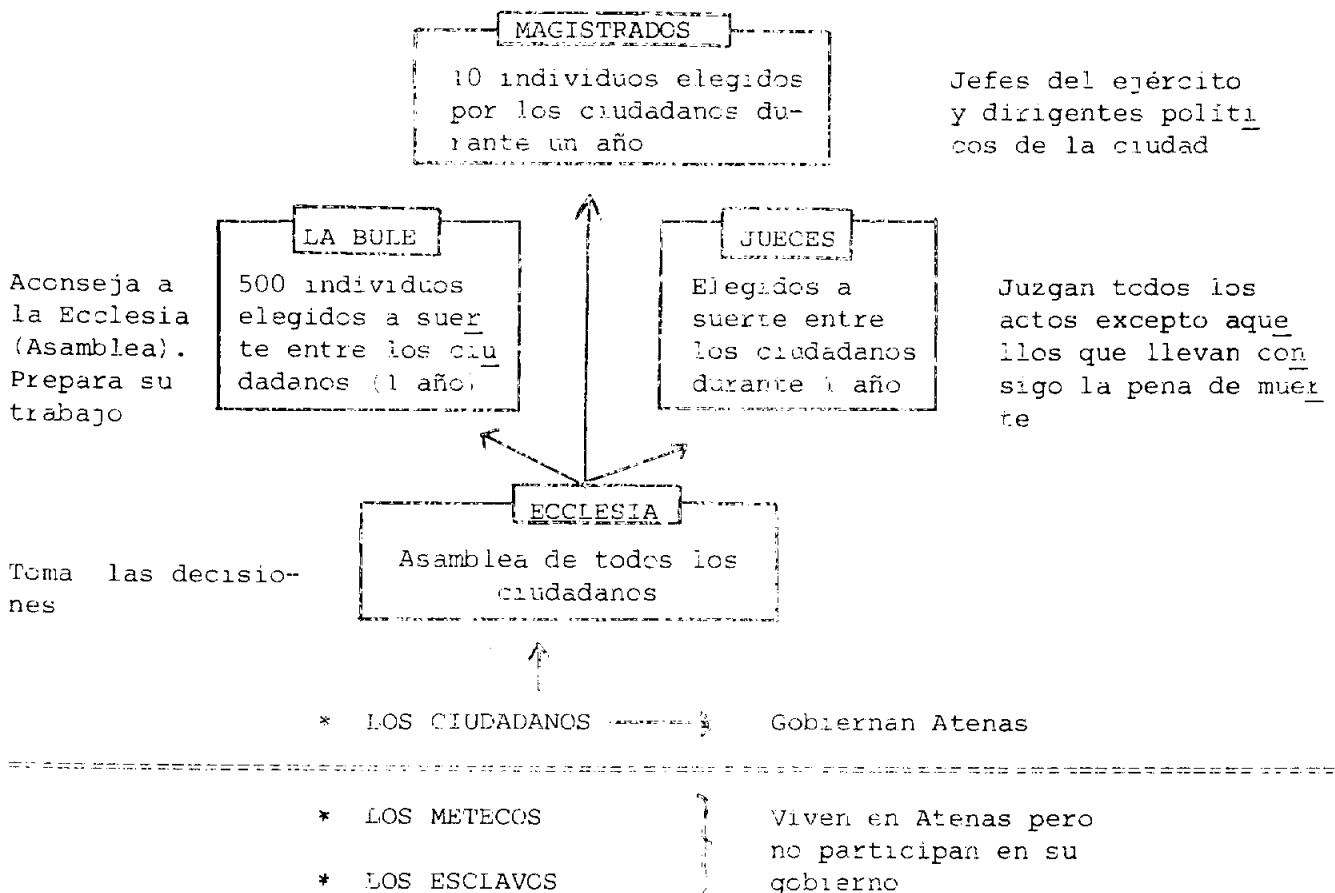 MAGISTRADOS
10 individuos elegidos
por los ciudadanos du-
rante un año
Jefes del ejército
y dirigentes políti
cos de la ciudad
LA BULE
500 individuos
elegidos a suer
te entre los ciu
dadanos (1 año)
Aconseja a
la Ecclesia
(Asamblea).
Prepara su
trabajo
JUECES
Elegidos a
suerte entre
los ciudadanos
durante 1 año
Juzgan todos los
actos excepto aque
llos que llevan con
sigo la pena de muer
te
ECCLESIA
Asamblea de todos los
ciudadanos
Toma las decisio-
nes
* LOS CIUDADANOS
Gobiernan Atenas
* LOS METECOS
* LOS ESCLAVOS
Viven en Atenas pero
no participan en su
gobierno